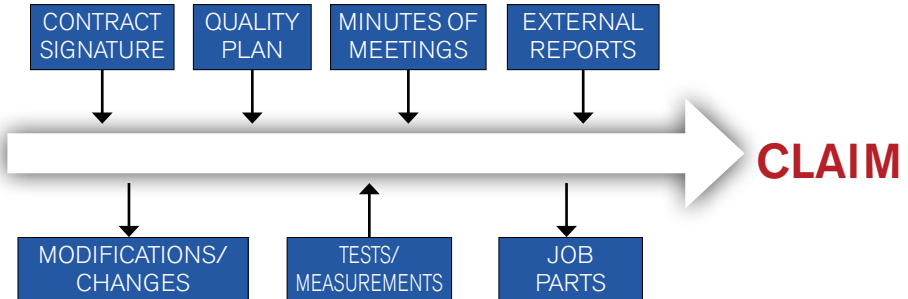 CONTRACT
SIGNATURE
QUALITY
PLAN
MINUTES OF
MEETINGS
EXTERNAL
REPORTS
CLAIM
MODIFICATIONS/
CHANGES
TESTS/
MEASUREMENTS
JOB
PARTS